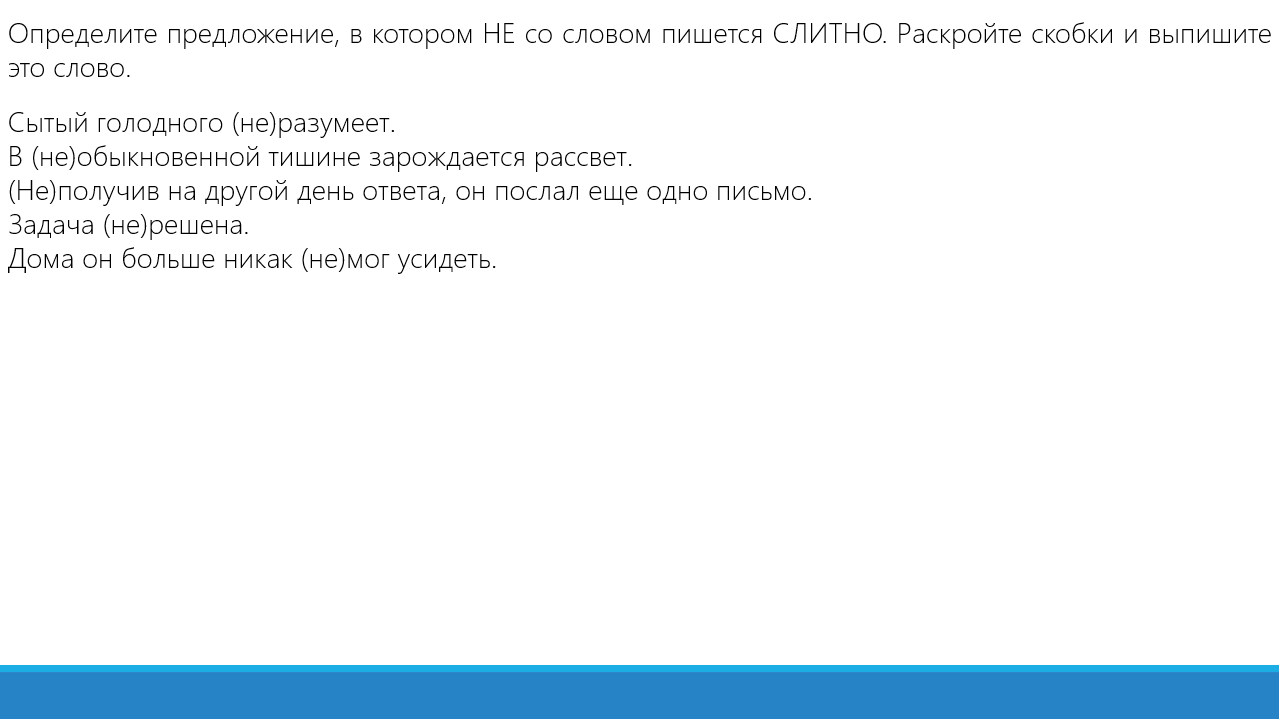 Определите предложение, в котором НЕ со словом пишется СЛИТНО. Раскройте скобки и выпишите
это слово.
Сытый голодного (не)разумеет.
В (не)обыкновенной тишине зарождается рассвет.
(Не)получив на другой день ответа, он послал еще одно письмо.
Задача (не)решена.
Дома он больше никак (не)мог усидеть.